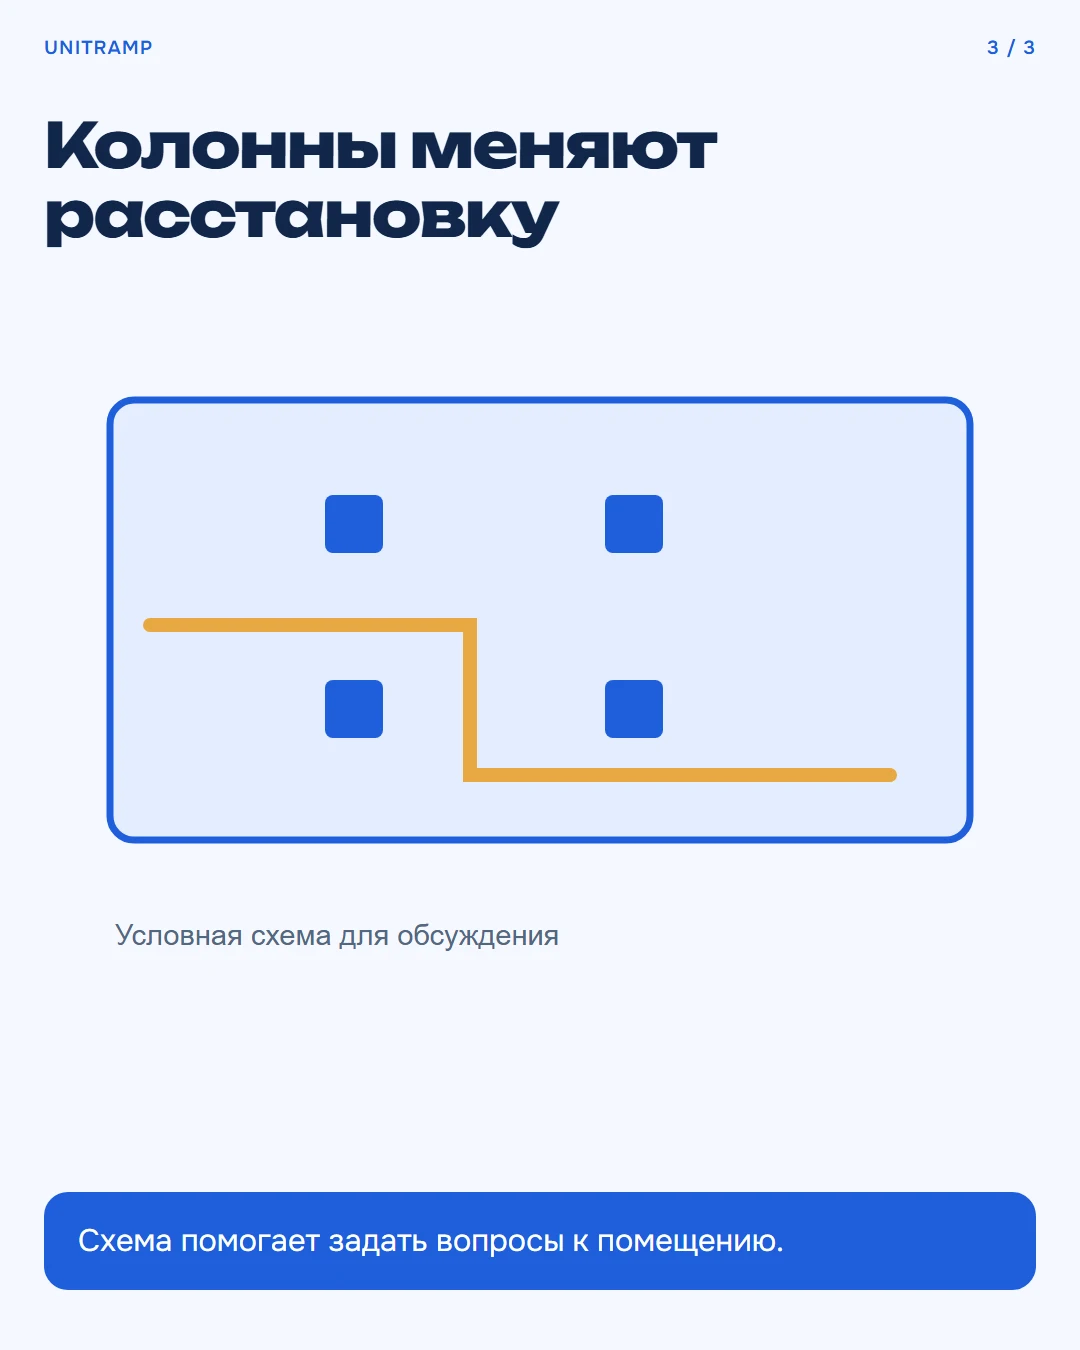 UNITRAMP
3 / 3
Колонны меняют
расстановку
Условная схема для обсуждения
Схема помогает задать вопросы к помещению.